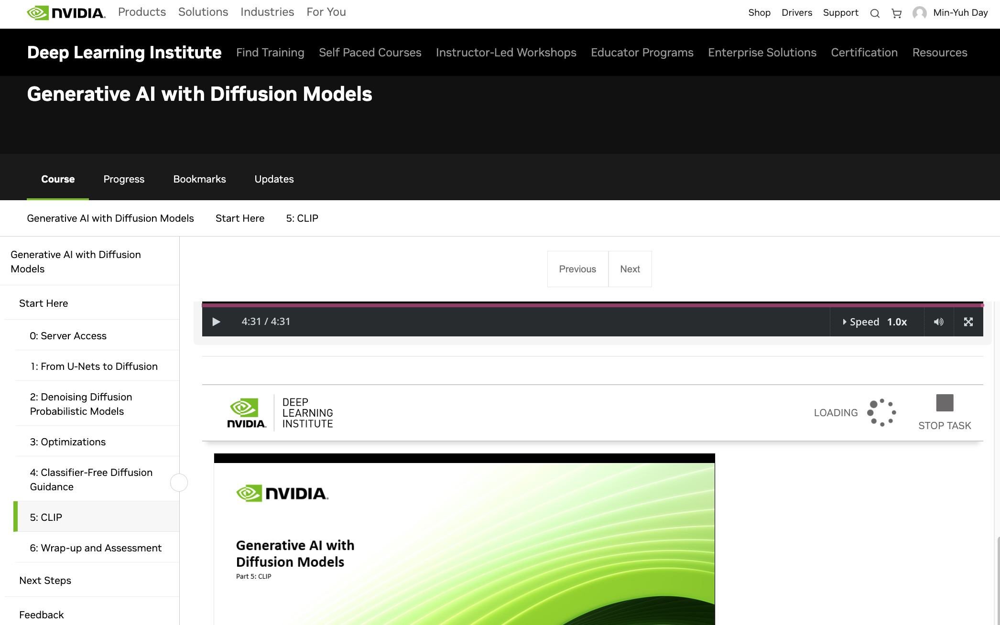 NVIDIA. Products Solutions Industries For You Shop Drivers Support Min-Yuh Day
Deep Learning Institute Find Training Self Paced Courses Instructor-Led Workshops Educator Programs Enterprise Solutions Certification Resources
Generative AI with Diffusion Models
Course Progress Bookmarks Updates
Generative AI with Diffusion Models Start Here 5: CLIP
Generative AI with Diffusion
Models
Start Here
0: Server Access
1: From U-Nets to Diffusion
2: Denoising Diffusion
Probabilistic Models
3: Optimizations
4: Classifier-Free Diffusion
Guidance
5: CLIP
6: Wrap-up and Assessment
Next Steps
Feedback
Previous Next
4:31 / 4:31 Speed 1.0x
NVIDIA.
DEEP
LEARNING
INSTITUTE
LOADING
STOP TASK
NVIDIA.
Generative AI with
Diffusion Models
Part 5: CLIP